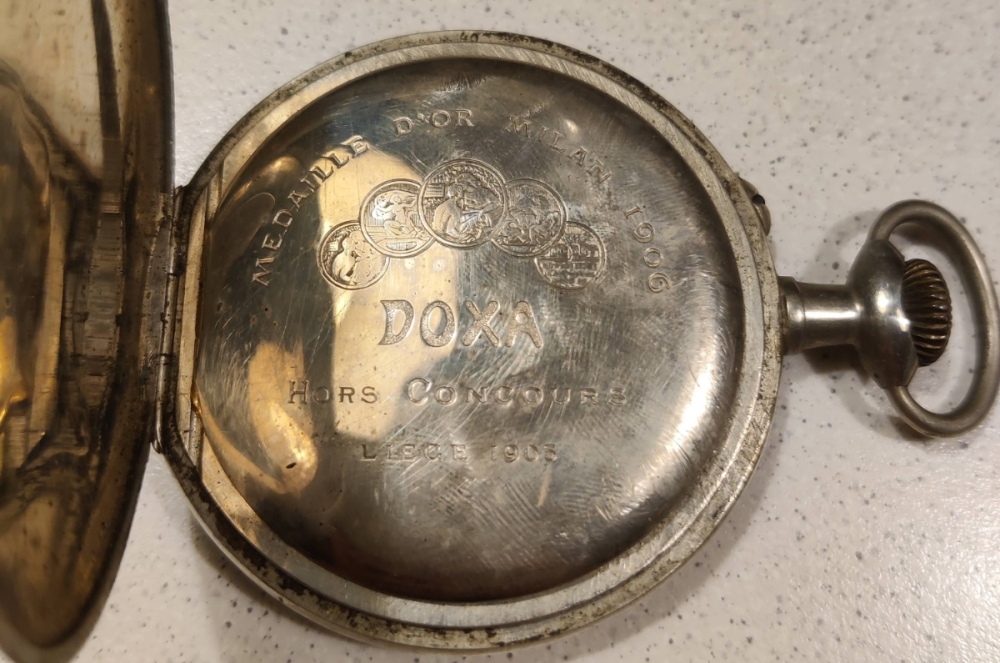 MEDAILLE D'OR MILAN 1906
DOXA
HORS CONCOURS
LIEGE 1905